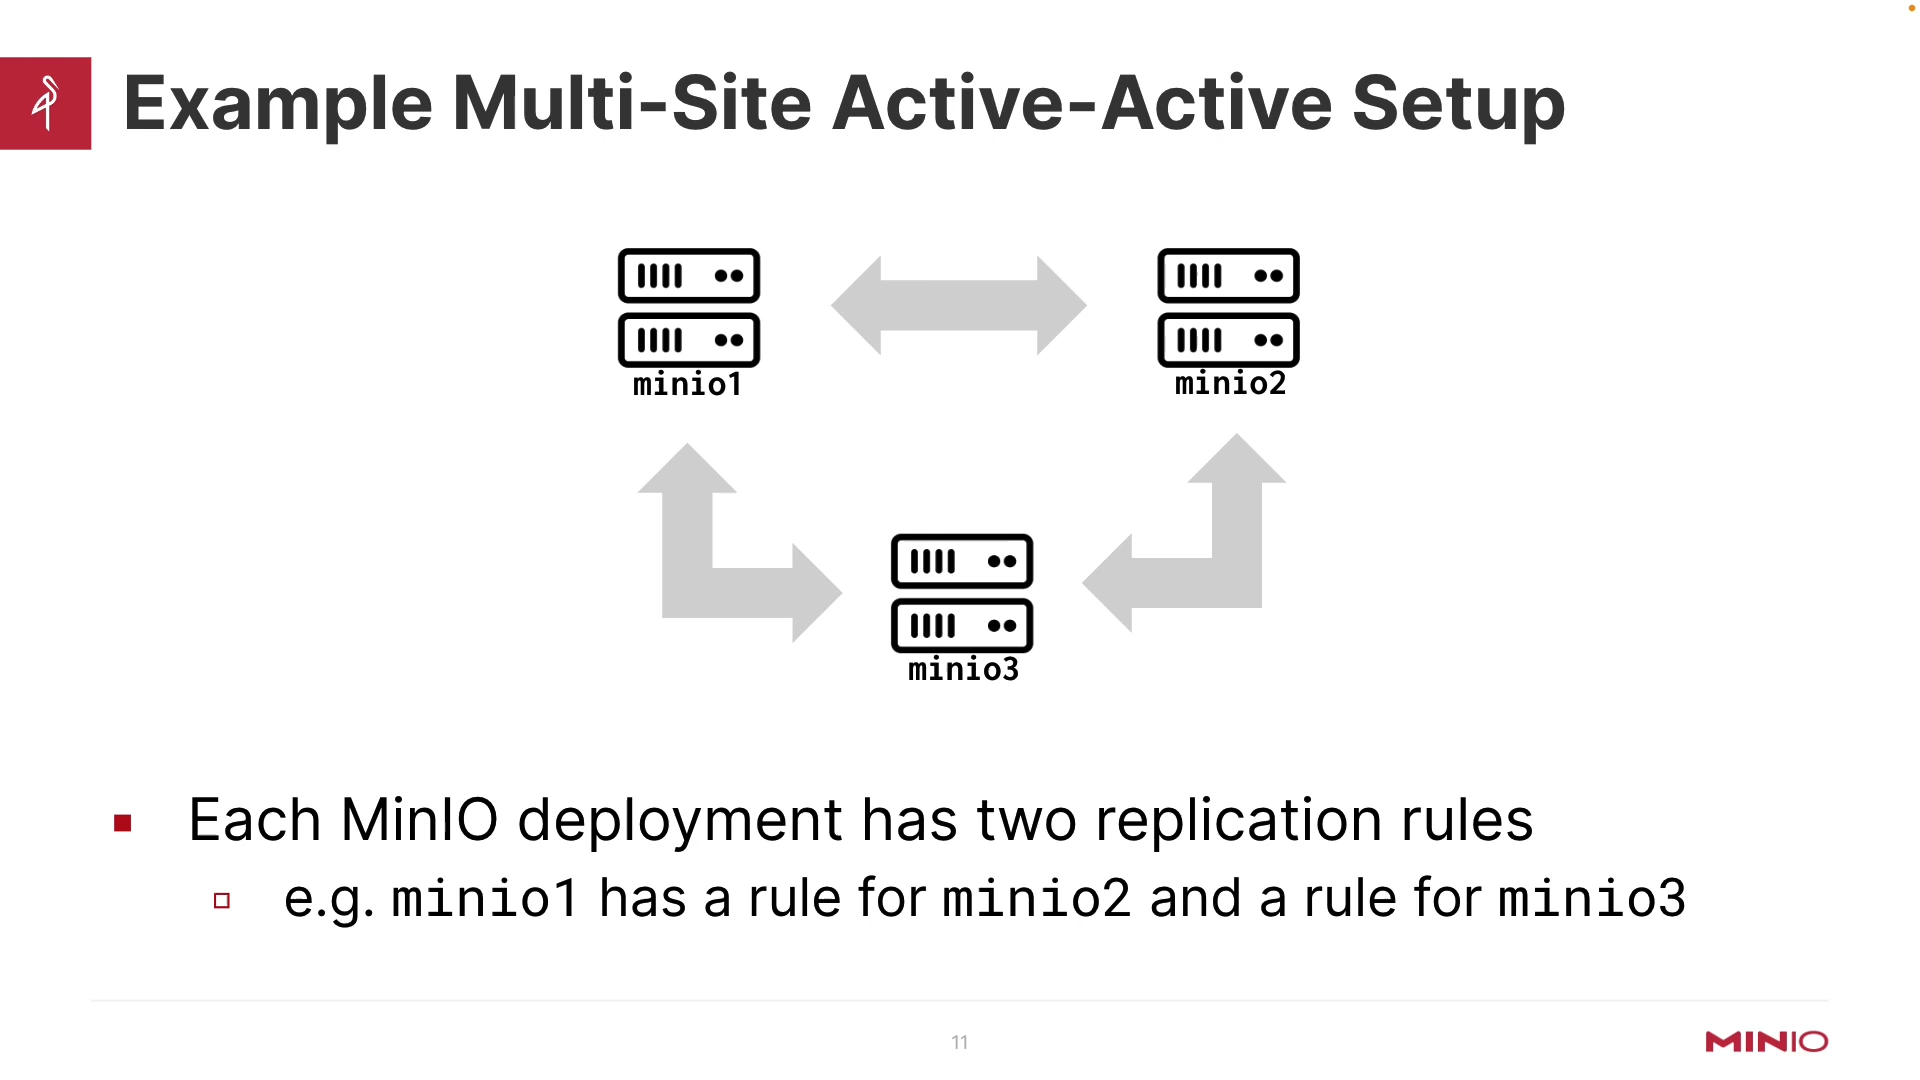 Example Multi-Site Active-Active Setup
minio1
minio2
minio3
Each MinIO deployment has two replication rules
e.g. minio1 has a rule for minio2 and a rule for minio3
11
MINIO